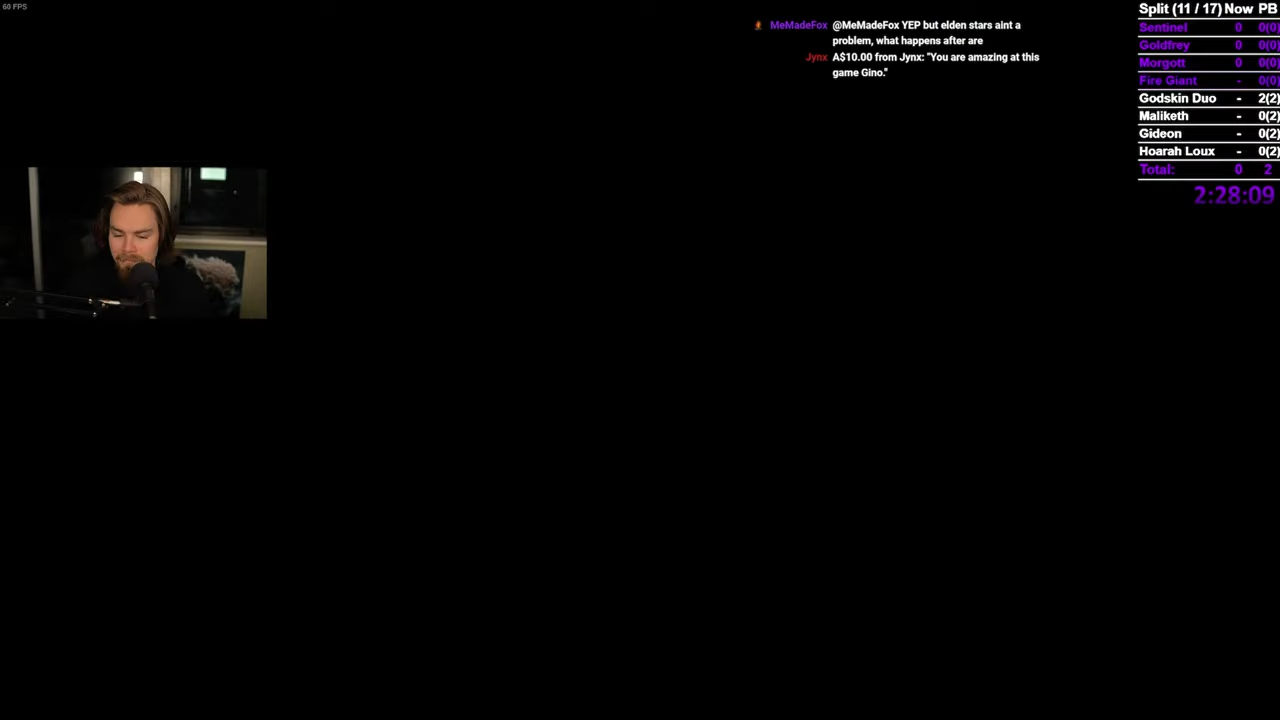 60 FPS
MeMadeFox @MeMadeFox YEP but elden stars aint a
problem, what happens after are
Jynx A$10.00 from Jynx: "You are amazing at this
game Gino."
Split (11 / 17) Now PB
Sentinel 0 0(0)
Goldfrey 0 0(0)
Morgott 0 0(0)
Fire Giant - 0(0)
Godskin Duo - 2(2)
Maliketh - 0(2)
Gideon - 0(2)
Hoarah Loux - 0(2)
Total: 0 2
2:28:09